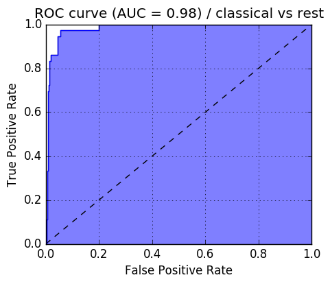 ROC curve (AUC = 0.98) / classical vs rest
1.0
0.8
0.6
0.4
0.2
0.0
True Positive Rate
0.0 0.2 0.4 0.6 0.8 1.0
False Positive Rate